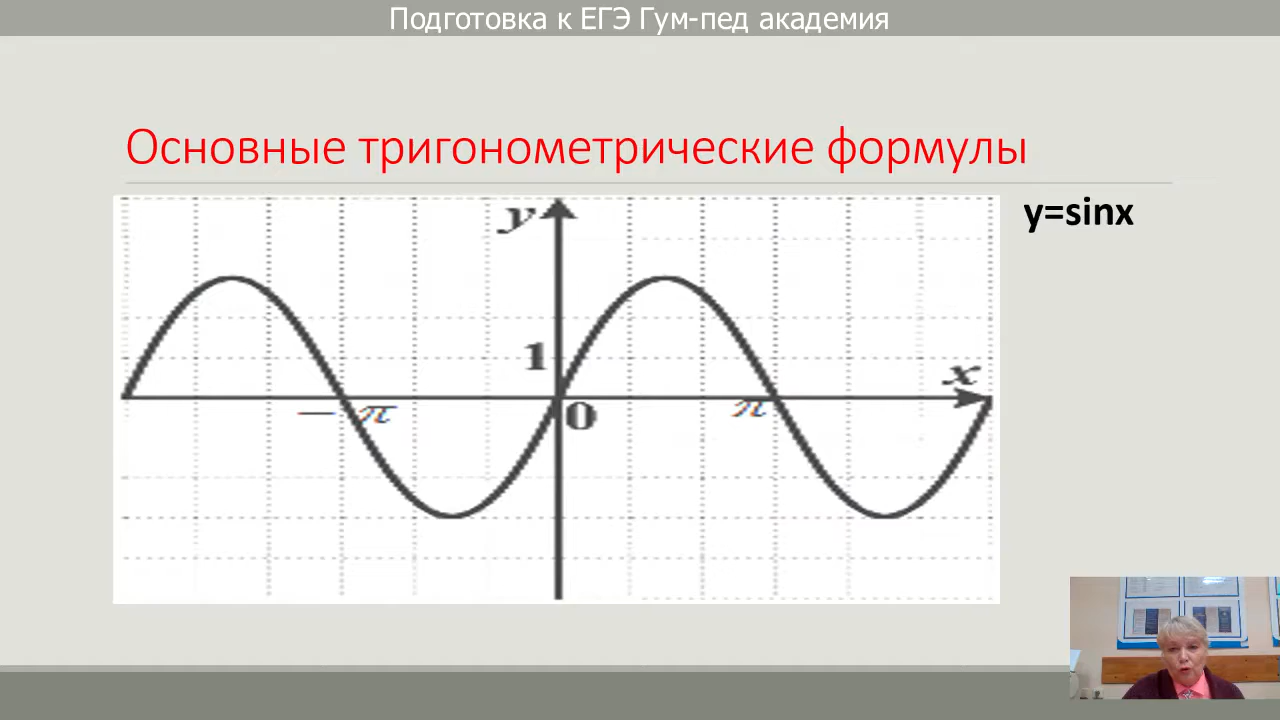 Подготовка к ЕГЭ Гум-пед академия
Основные тригонометрические формулы
y=sinx
y
1
x
– π
0
π